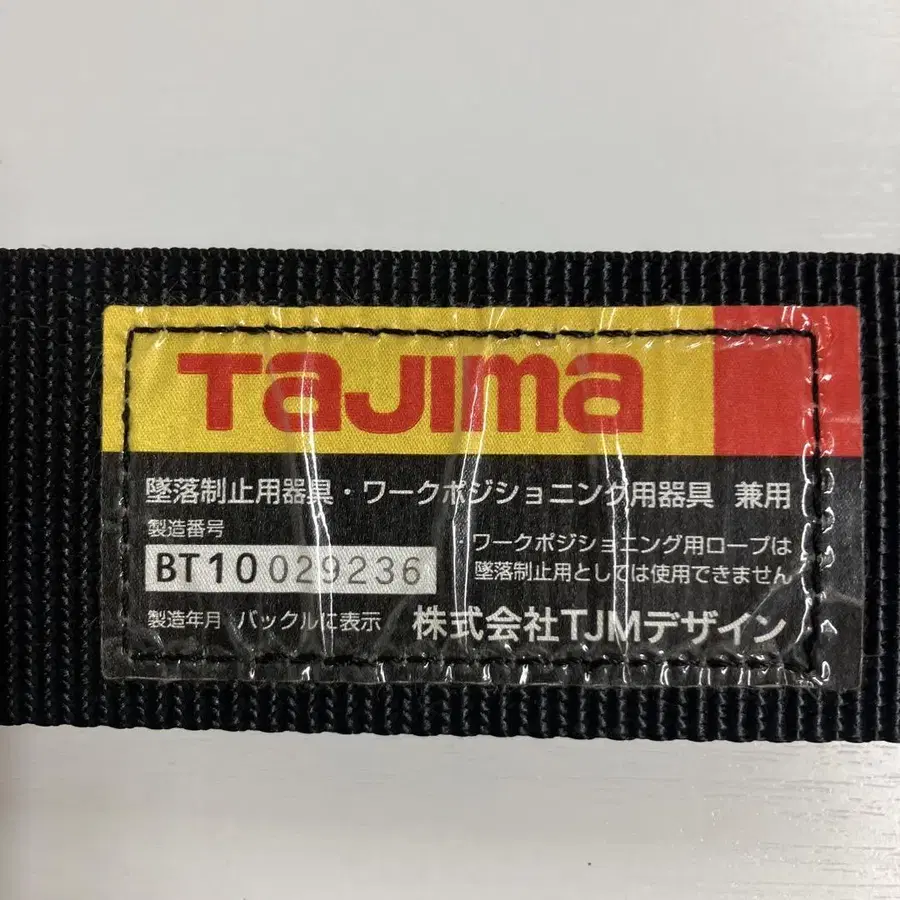 TaJIma
墜落制止用器具・ワークポジショニング用器具 兼用
製造番号
BT10029236
ワークポジショニング用ロープは
墜落制止用としては使用できません
製造年月 バックルに表示
株式会社TJMデザイン